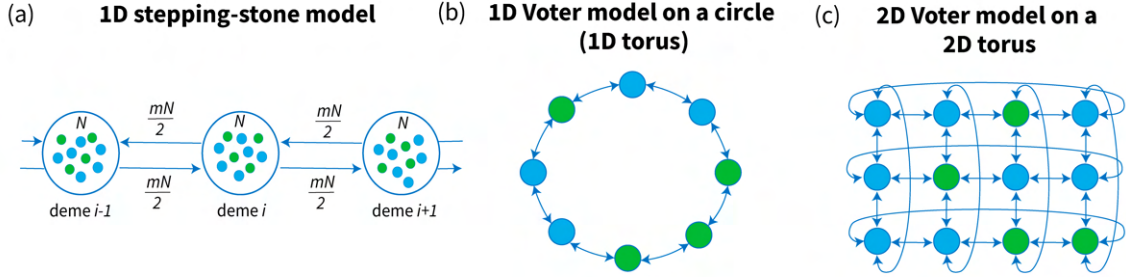 (a) 1D stepping-stone model
N
N
N
mN/2
mN/2
mN/2
mN/2
deme i-1
deme i
deme i+1
(b) 1D Voter model on a circle
(1D torus)
(c) 2D Voter model on a
2D torus